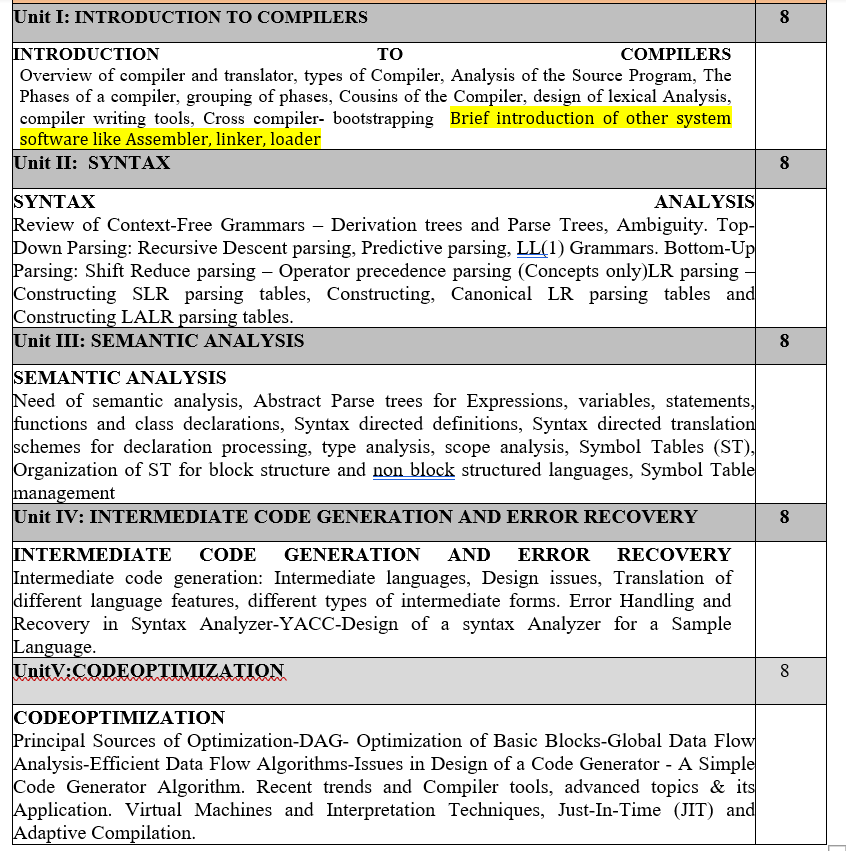 Unit I: INTRODUCTION TO COMPILERS 8
INTRODUCTION TO COMPILERS
Overview of compiler and translator, types of Compiler, Analysis of the Source Program, The
Phases of a compiler, grouping of phases, Cousins of the Compiler, design of lexical Analysis,
compiler writing tools, Cross compiler- bootstrapping Brief introduction of other system
software like Assembler, linker, loader
Unit II: SYNTAX 8
SYNTAX ANALYSIS
Review of Context-Free Grammars – Derivation trees and Parse Trees, Ambiguity. Top-
Down Parsing: Recursive Descent parsing, Predictive parsing, LL(1) Grammars. Bottom-Up
Parsing: Shift Reduce parsing – Operator precedence parsing (Concepts only)LR parsing –
Constructing SLR parsing tables, Constructing, Canonical LR parsing tables and
Constructing LALR parsing tables.
Unit III: SEMANTIC ANALYSIS 8
SEMANTIC ANALYSIS
Need of semantic analysis, Abstract Parse trees for Expressions, variables, statements,
functions and class declarations, Syntax directed definitions, Syntax directed translation
schemes for declaration processing, type analysis, scope analysis, Symbol Tables (ST),
Organization of ST for block structure and non block structured languages, Symbol Table
management
Unit IV: INTERMEDIATE CODE GENERATION AND ERROR RECOVERY 8
INTERMEDIATE CODE GENERATION AND ERROR RECOVERY
Intermediate code generation: Intermediate languages, Design issues, Translation of
different language features, different types of intermediate forms. Error Handling and
Recovery in Syntax Analyzer-YACC-Design of a syntax Analyzer for a Sample
Language.
UnitV:CODEOPTIMIZATION 8
CODEOPTIMIZATION
Principal Sources of Optimization-DAG- Optimization of Basic Blocks-Global Data Flow
Analysis-Efficient Data Flow Algorithms-Issues in Design of a Code Generator - A Simple
Code Generator Algorithm. Recent trends and Compiler tools, advanced topics & its
Application. Virtual Machines and Interpretation Techniques, Just-In-Time (JIT) and
Adaptive Compilation.